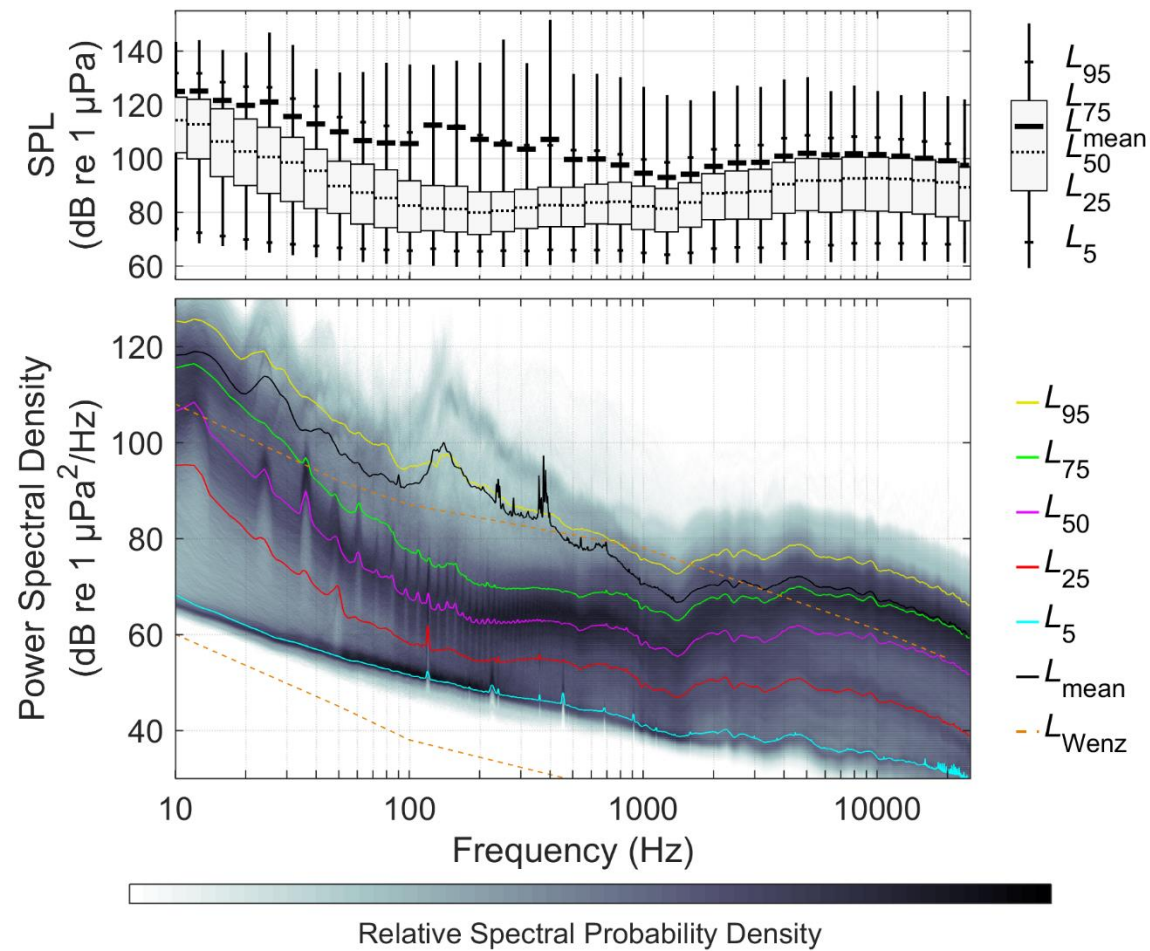 SPL
(dB re 1 µPa)
140
120
100
80
60
L95
L75
Lmean
L50
L25
L5
Power Spectral Density
(dB re 1 µPa²/Hz)
120
100
80
60
40
10
100
1000
10000
Frequency (Hz)
L95
L75
L50
L25
L5
Lmean
LWenz
Relative Spectral Probability Density